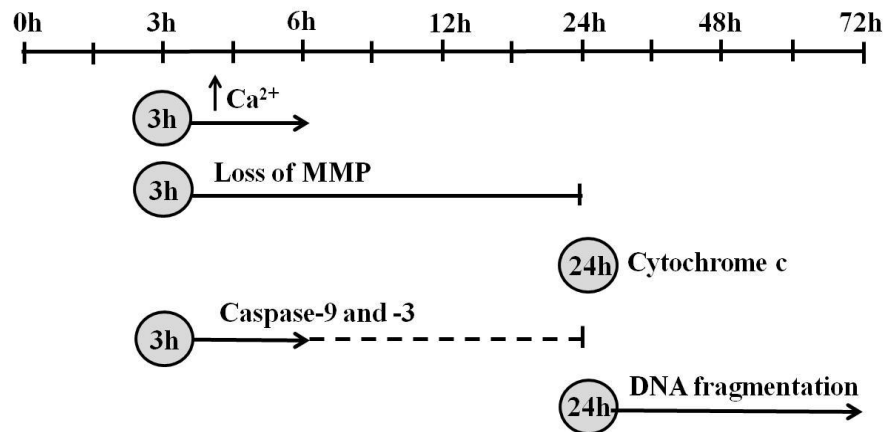 0h 3h 6h 12h 24h 48h 72h
↑Ca²⁺
3h
Loss of MMP
3h
24h Cytochrome c
Caspase-9 and -3
3h
DNA fragmentation
24h